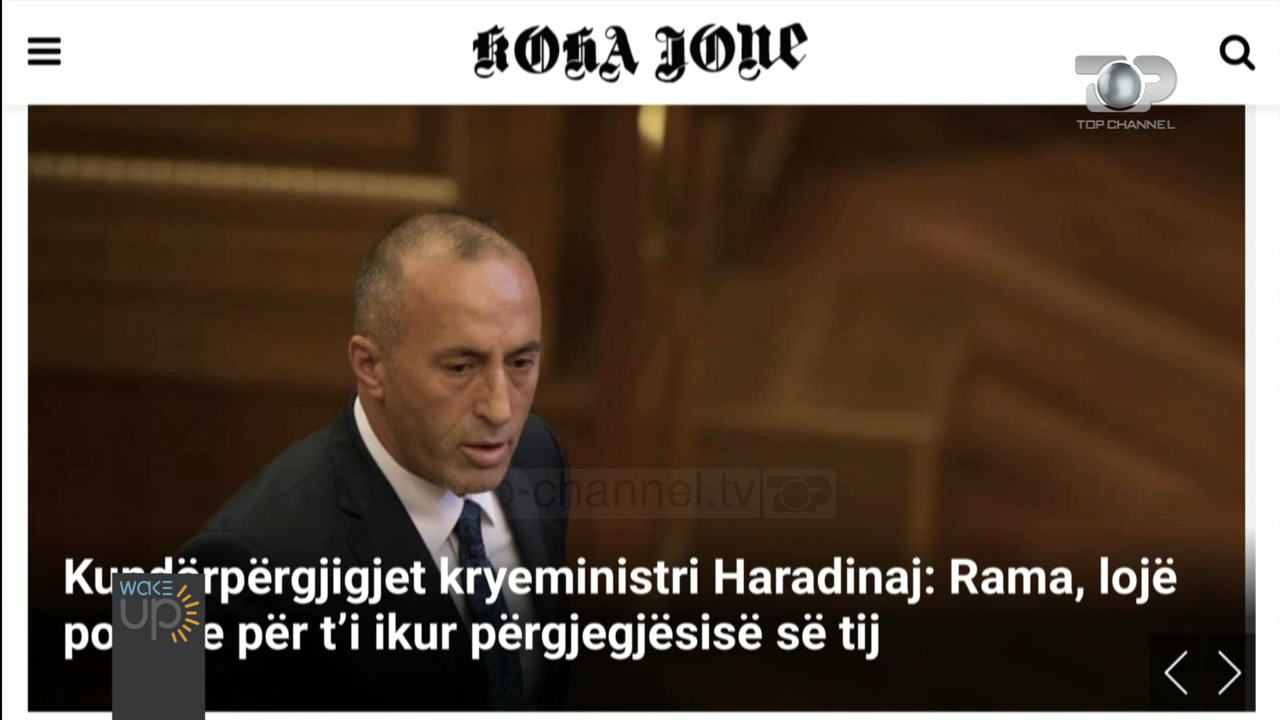 KOHA JONE
TOP CHANNEL
top-channel.tv TOP
Kundërpërgjigjet kryeministri Haradinaj: Rama, lojë
e për t’i ikur përgjegjësisë së tij
WAKE
up